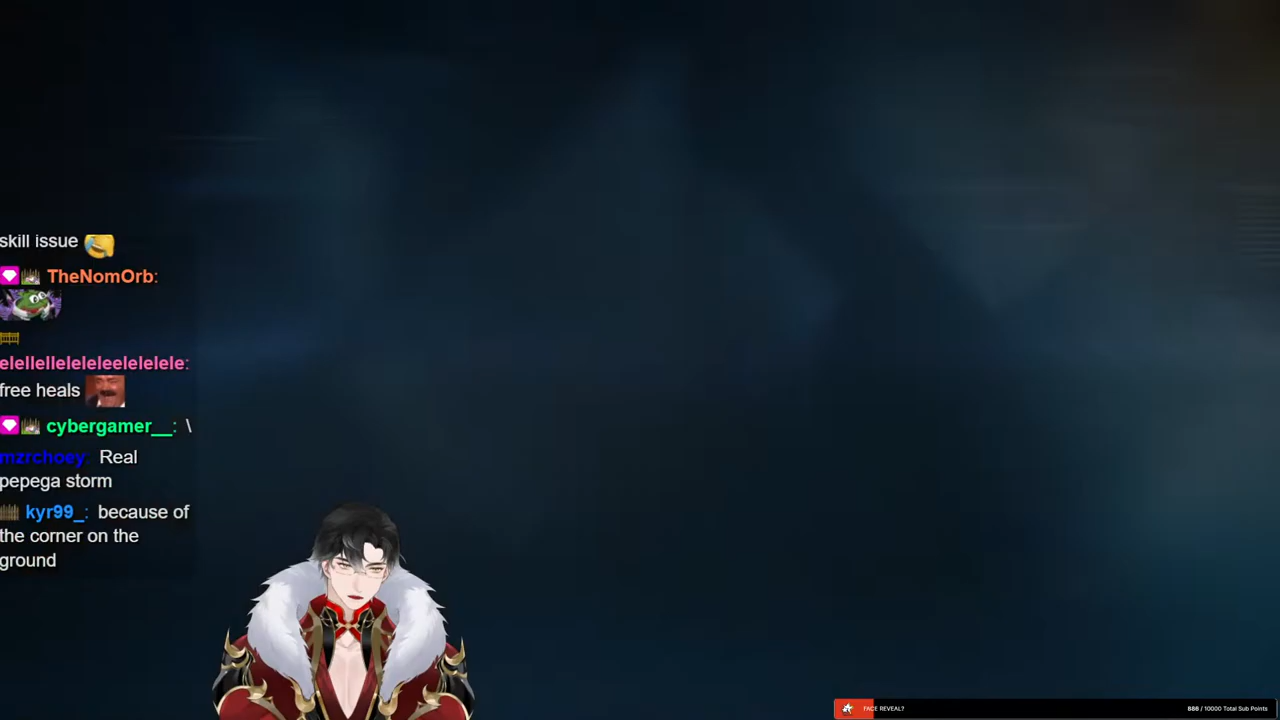 skill issue
TheNomOrb:
elellelleleleleelelelele:
free heals
cybergamer__: \
mzrchoey: Real
pepega storm
kyr99_: because of
the corner on the
ground
FACE REVEAL?
886 / 10000 Total Sub Points